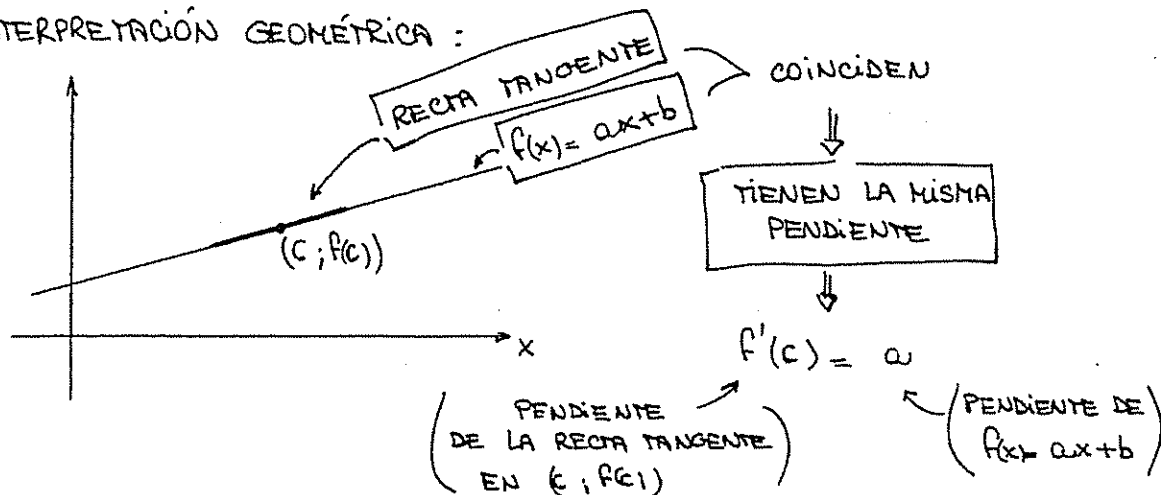 TERPRETACIÓN GEOMÉTRICA :
RECTA TANGENTE
f(x) = ax+b
COINCIDEN
TIENEN LA MISMA
PENDIENTE
(c ; f(c))
x
f'(c) = a
(PENDIENTE
DE LA RECTA TANGENTE
EN (c ; f(c))
(PENDIENTE DE
f(x)= ax+b)